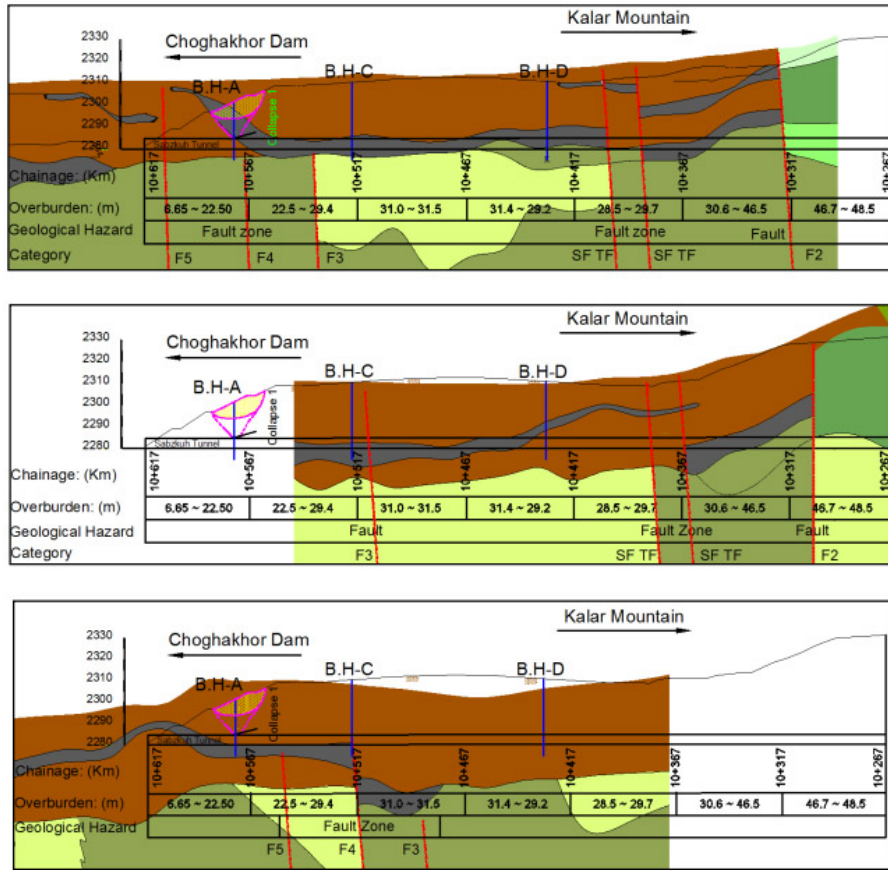 Kalar Mountain
Choghakhor Dam
2330
2320
2310
2300
2290
2280
B.H-A
B.H-C
B.H-D
Collapse 1
Sabzkuh Tunnel
Chainage: (Km)
10+617
10+567
10+517
10+467
10+417
10+367
10+317
Overburden: (m)
6.65 ~ 22.50
22.5 ~ 29.4
31.0 ~ 31.5
31.4 ~ 29.2
28.5 ~ 29.7
30.6 ~ 46.5
46.7 ~ 48.5
Geological Hazard
Fault zone
Fault zone
Fault
Category
F5
F4
F3
SF TF
SF TF
F2
Kalar Mountain
Choghakhor Dam
2330
2320
2310
2300
2290
2280
B.H-A
B.H-C
B.H-D
Collapse 1
Sabzkuh Tunnel
Chainage: (Km)
10+617
10+567
10+517
10+467
10+417
10+367
10+317
10+267
Overburden: (m)
6.65 ~ 22.50
22.5 ~ 29.4
31.0 ~ 31.5
31.4 ~ 29.2
28.5 ~ 29.7
30.6 ~ 46.5
46.7 ~ 48.5
Geological Hazard
Fault
Fault Zone
Fault
Category
F3
SF TF
SF TF
F2
Kalar Mountain
Choghakhor Dam
2330
2320
2310
2300
2290
2280
B.H-A
B.H-C
B.H-D
Collapse 1
Sabzkuh Tunnel
Chainage: (Km)
10+617
10+567
10+517
10+467
10+417
10+367
10+317
10+267
Overburden: (m)
6.65 ~ 22.50
22.5 ~ 29.4
31.0 ~ 31.5
31.4 ~ 29.2
28.5 ~ 29.7
30.6 ~ 46.5
46.7 ~ 48.5
Geological Hazard
Fault Zone
F5
F4
F3